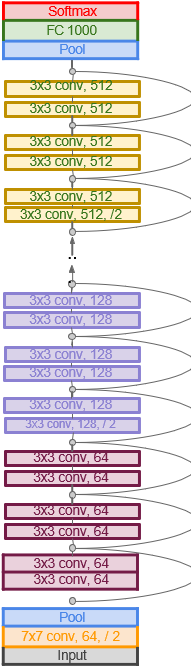 Softmax
FC 1000
Pool
3x3 conv, 512
3x3 conv, 512
3x3 conv, 512
3x3 conv, 512
3x3 conv, 512
3x3 conv, 512, /2
..
3x3 conv, 128
3x3 conv, 128
3x3 conv, 128
3x3 conv, 128
3x3 conv, 128
3x3 conv, 128, / 2
3x3 conv, 64
3x3 conv, 64
3x3 conv, 64
3x3 conv, 64
3x3 conv, 64
3x3 conv, 64
Pool
7x7 conv, 64, / 2
Input